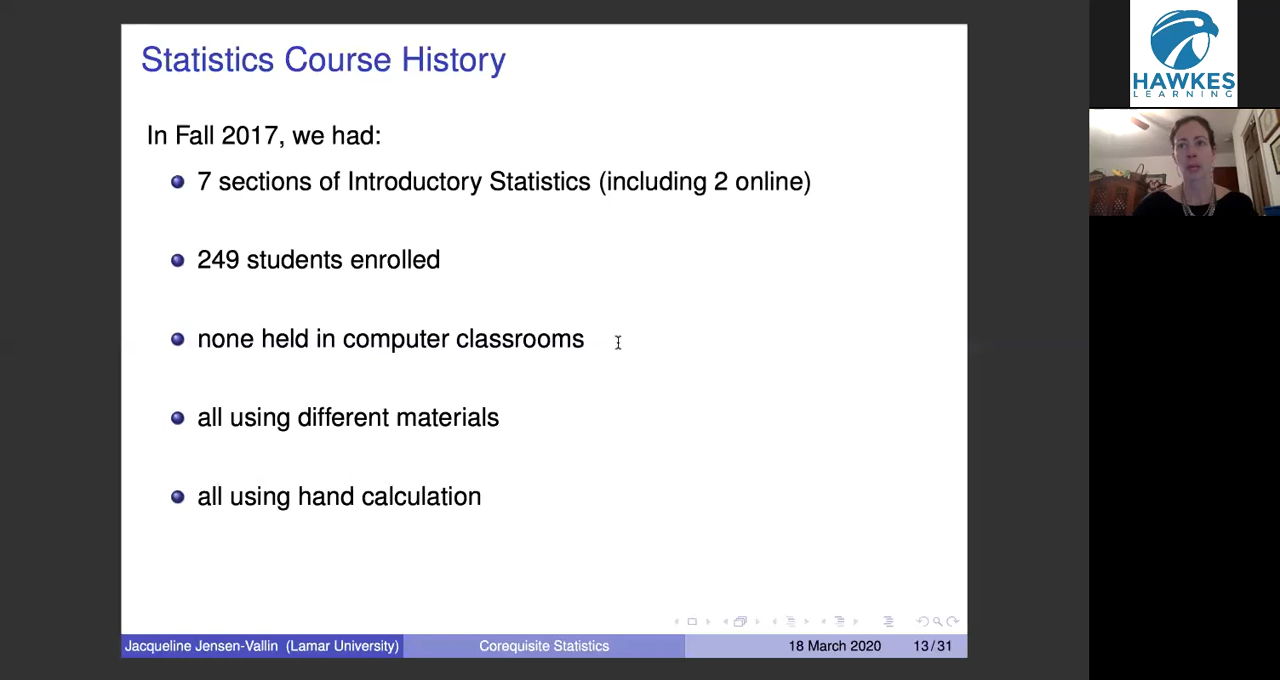 Statistics Course History
In Fall 2017, we had:
7 sections of Introductory Statistics (including 2 online)
249 students enrolled
none held in computer classrooms
all using different materials
all using hand calculation
Jacqueline Jensen-Vallin (Lamar University) Corequisite Statistics 18 March 2020 13/31
HAWKES
LEARNING